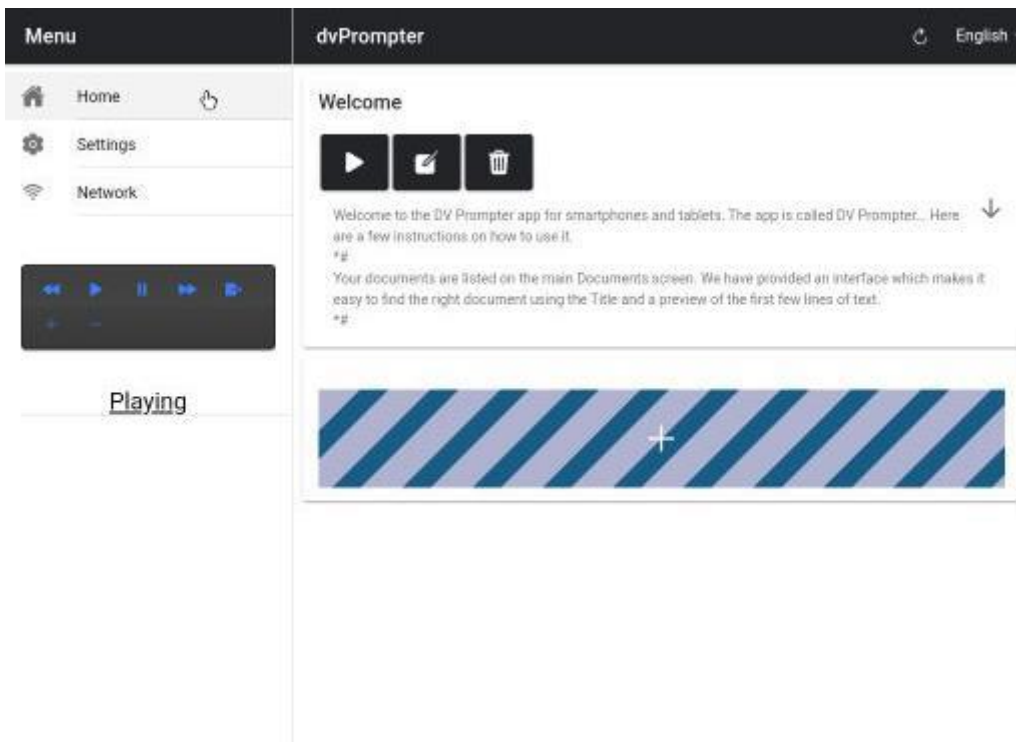 Menu
dvPrompter
English
Home
Settings
Network
Playing
Welcome
Welcome to the DV Prompter app for smartphones and tablets. The app is called DV Prompter... Here
are a few instructions on how to use it.
*#
Your documents are listed on the main Documents screen. We have provided an interface which makes it
easy to find the right document using the Title and a preview of the first few lines of text.
*#